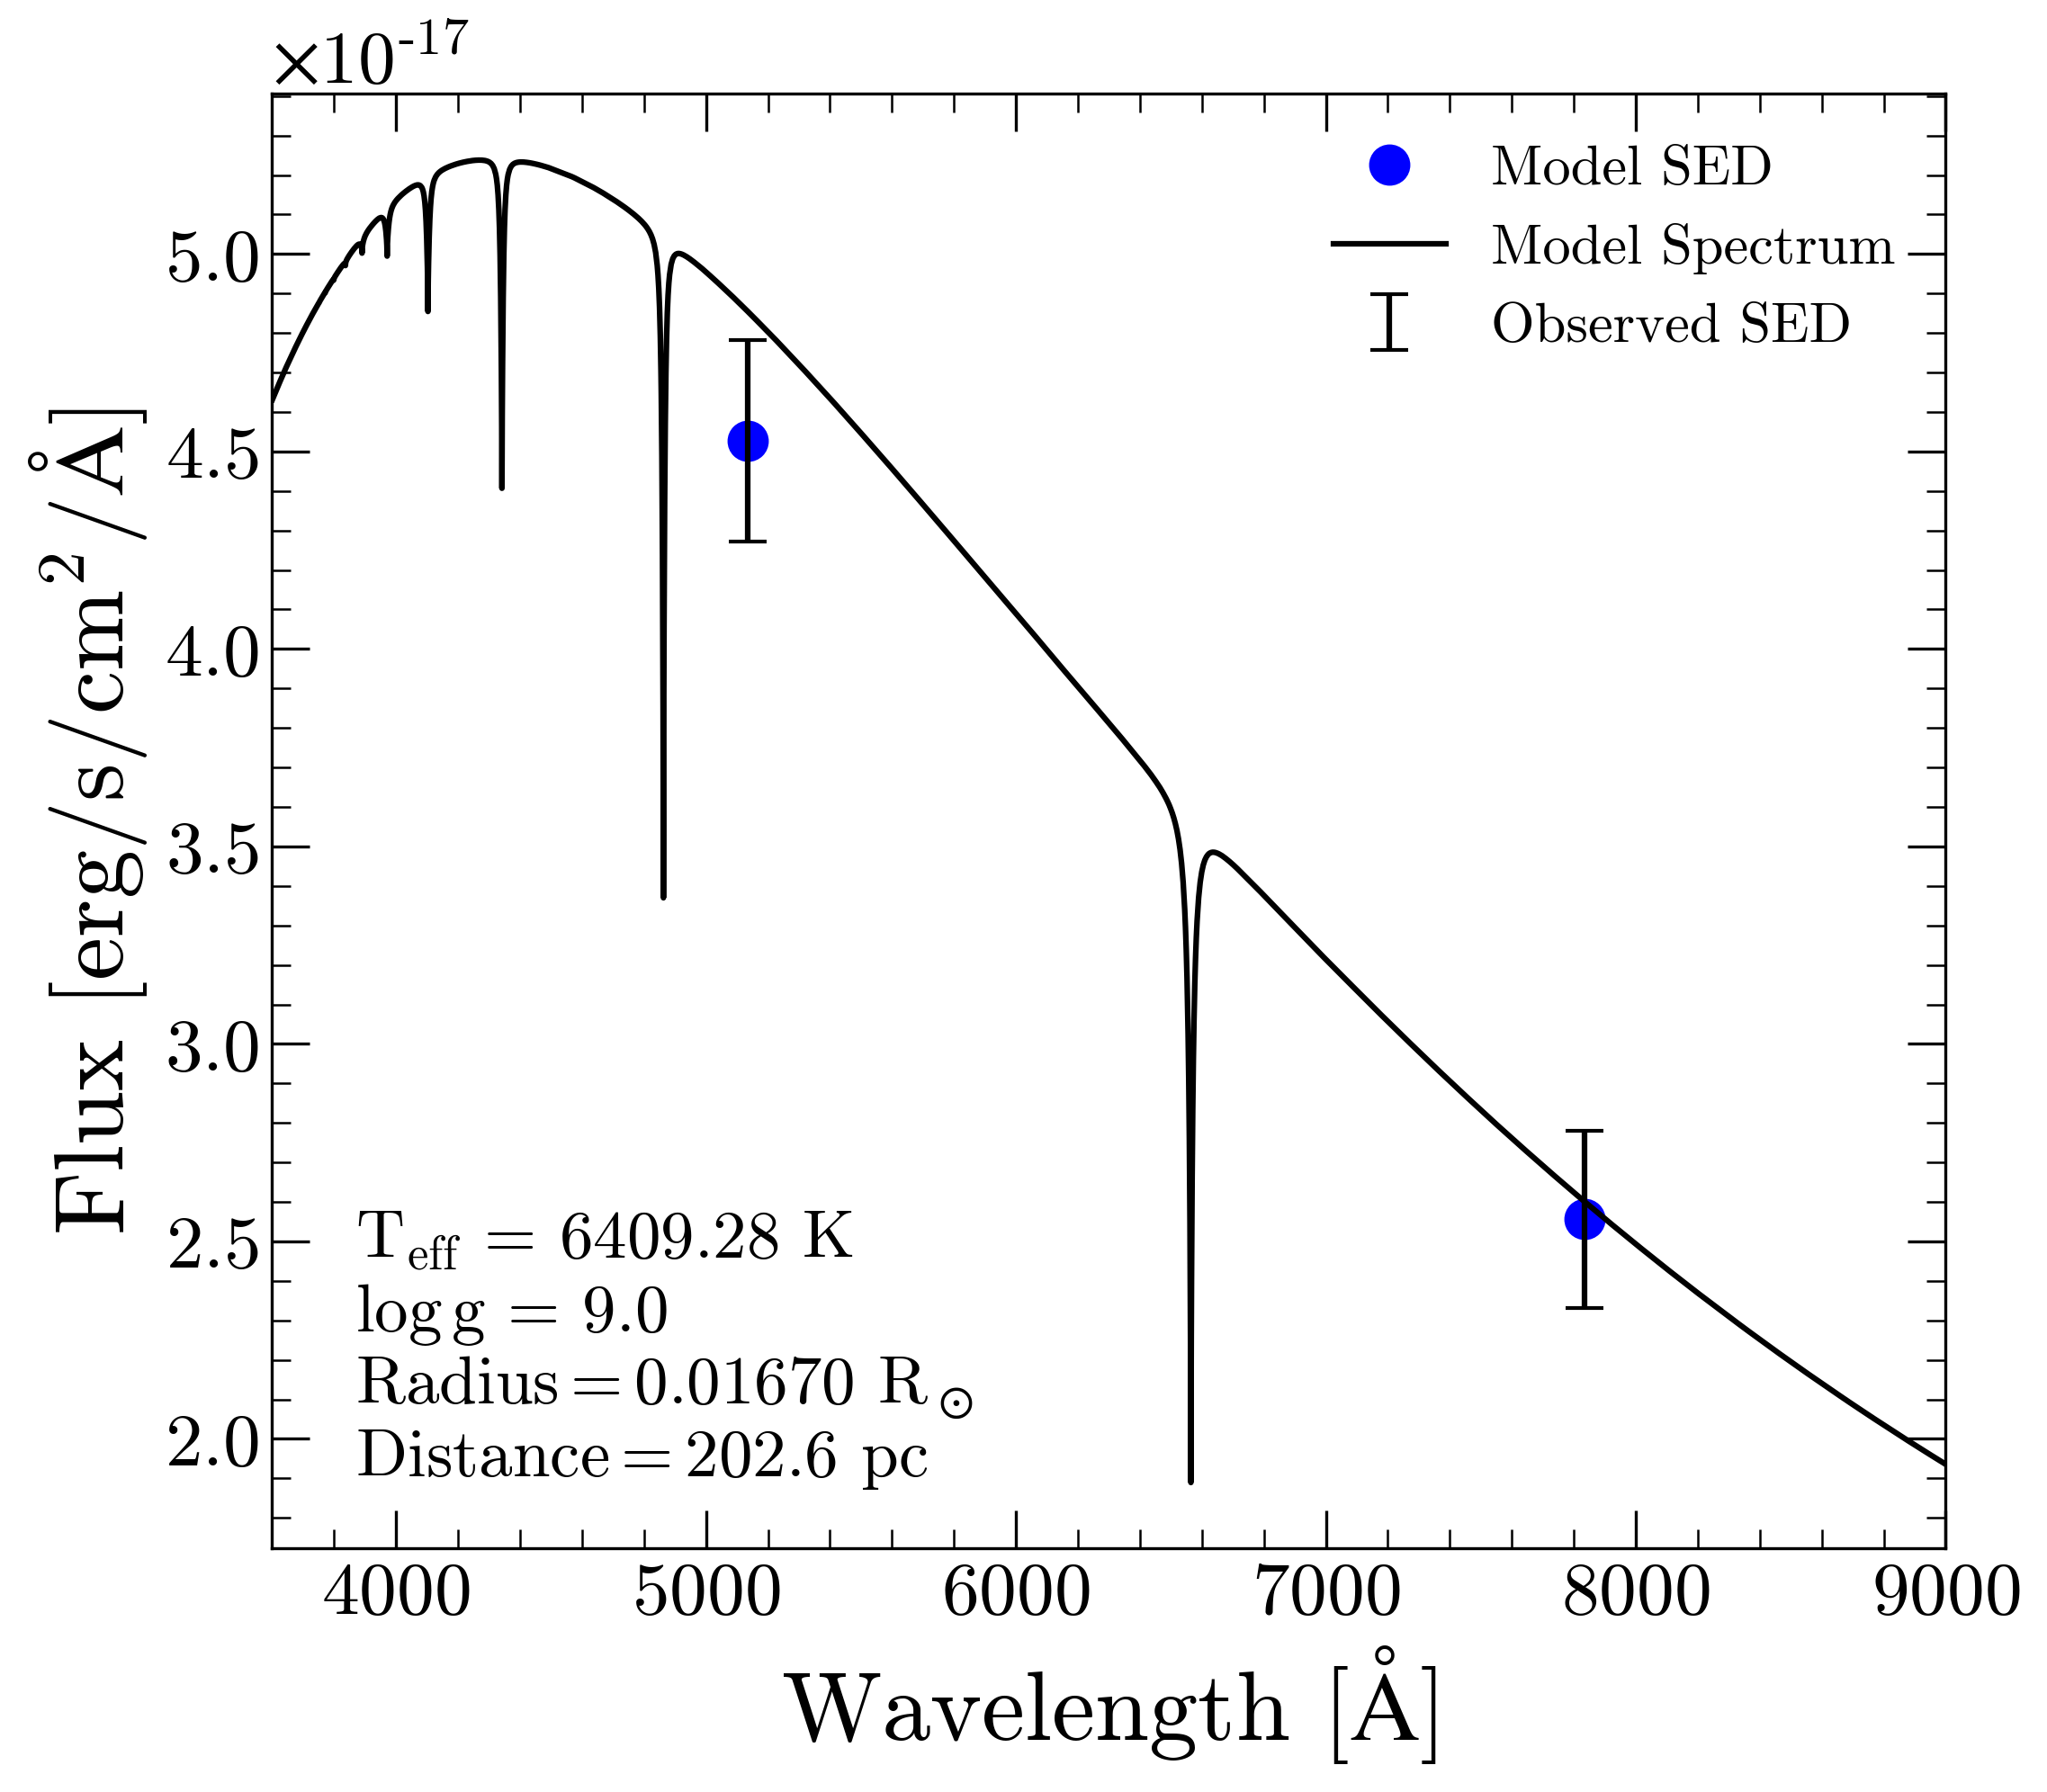 ×10⁻¹⁷
Model SED
Model Spectrum
Observed SED
5.0
4.5
4.0
3.5
3.0
2.5
2.0
Flux [erg/s/cm²/Å]
T_eff = 6409.28 K
log g = 9.0
Radius = 0.01670 R_⊙
Distance = 202.6 pc
4000 5000 6000 7000 8000 9000
Wavelength [Å]